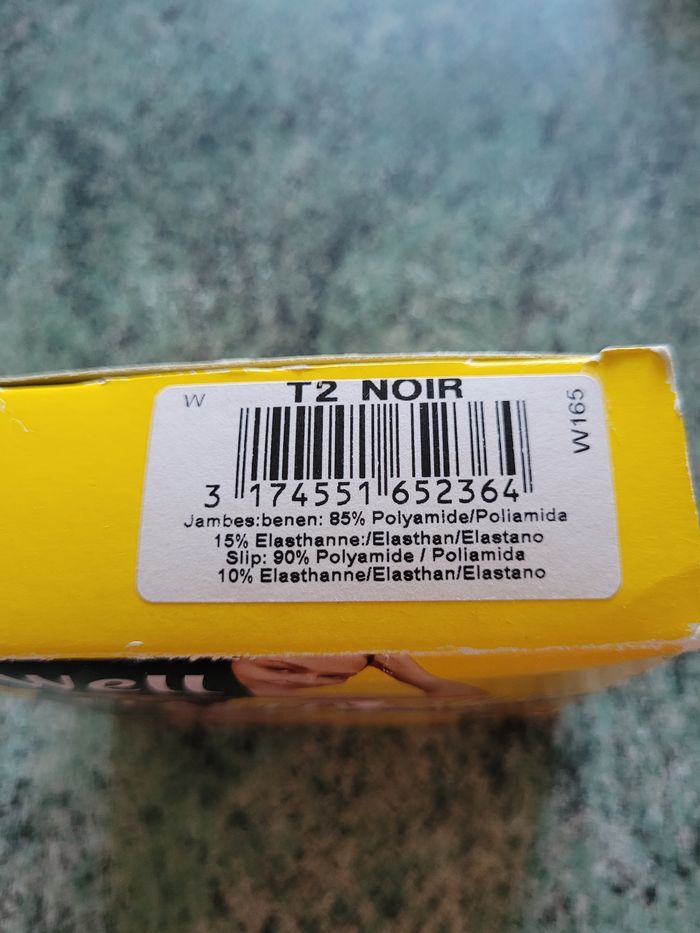 W
T2 NOIR
W165
3 174551 652364
Jambes:benen: 85% Polyamide/Poliamida
15% Elasthanne:/Elasthan/Elastano
Slip: 90% Polyamide / Poliamida
10% Elasthanne/Elasthan/Elastano
Well